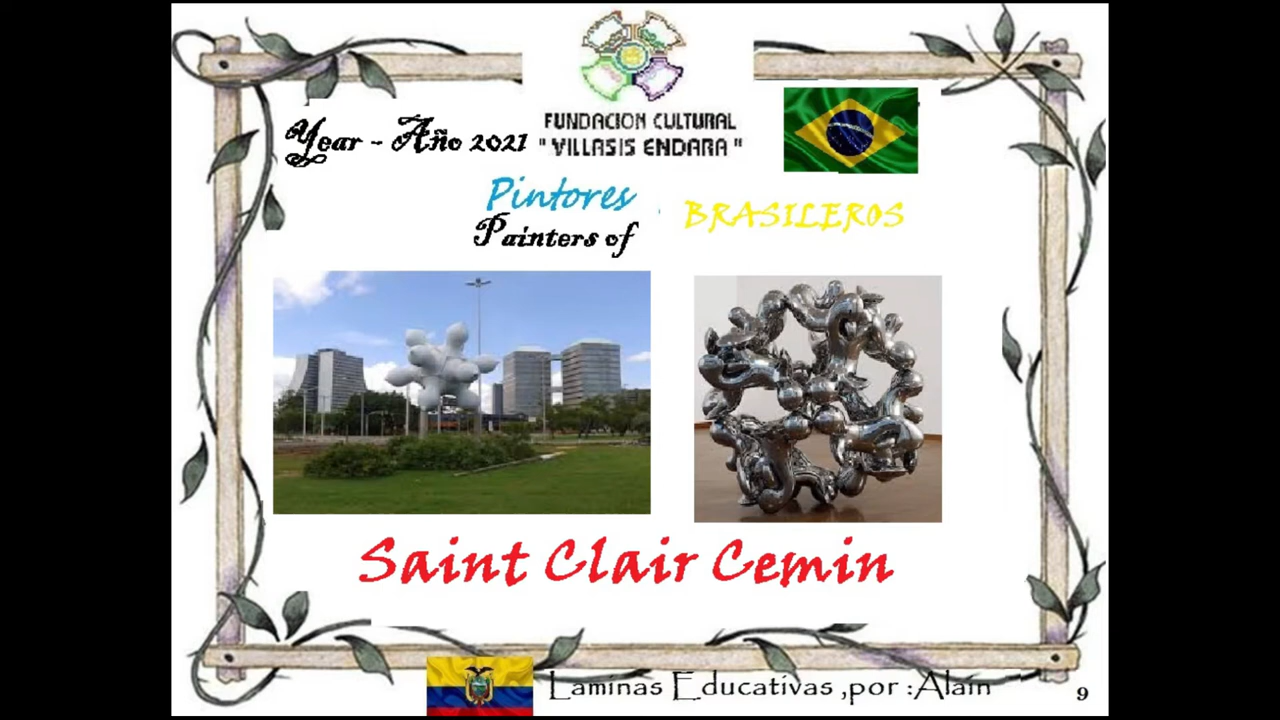 FUNDACION CULTURAL
" VILLASIS ENDARA "
Year - Año 2021
Pintores
Painters of
BRASILEROS
Saint Clair Cemin
Laminas Educativas ,por :Alain
9